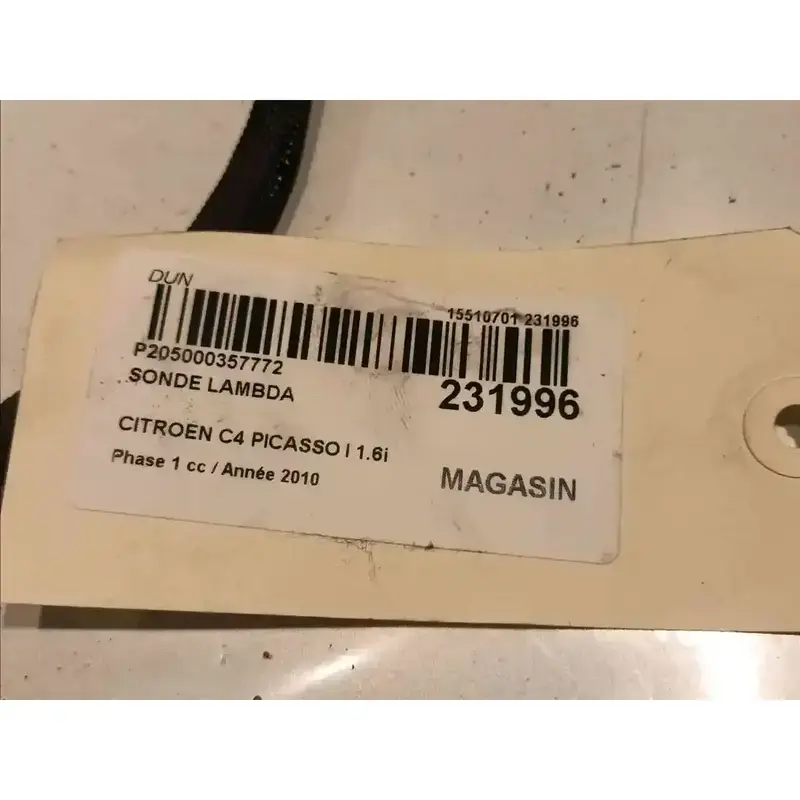 DUN
15510701 231996
P205000357772
SONDE LAMBDA
231996
CITROEN C4 PICASSO I 1.6i
Phase 1 cc / Année 2010
MAGASIN